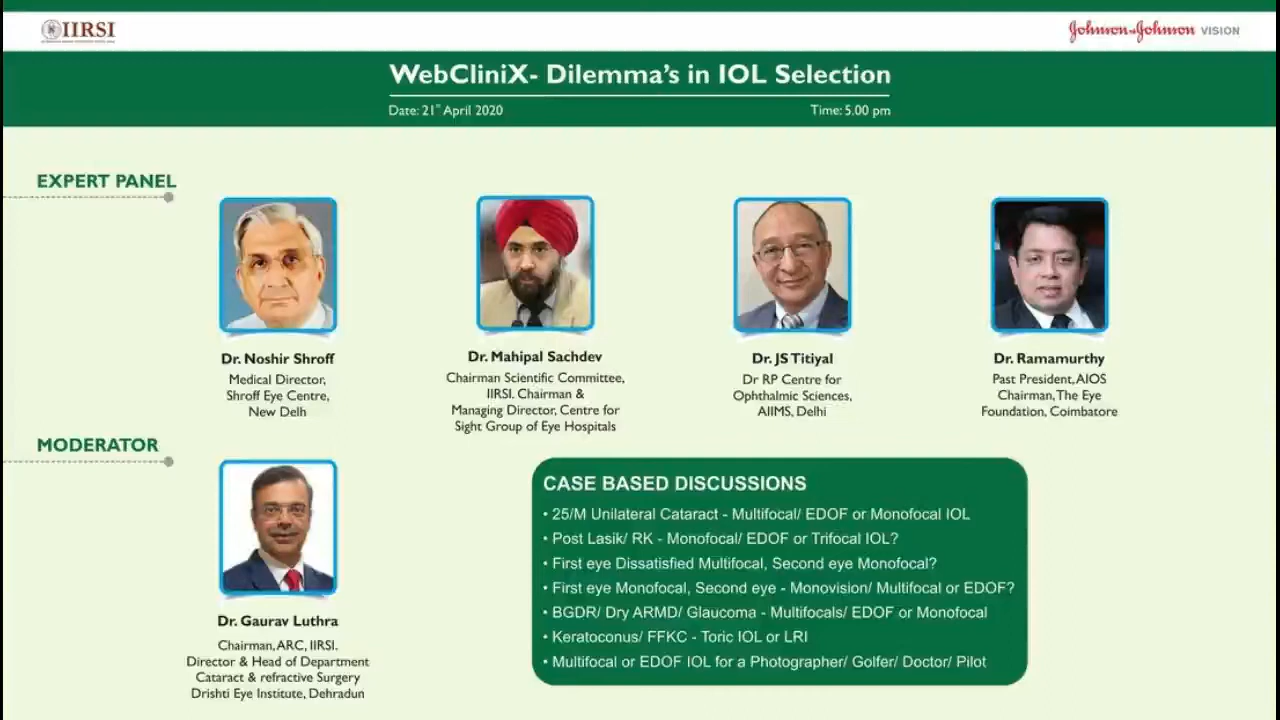 IIRSI
Johnson & Johnson VISION
WebCliniX- Dilemma's in IOL Selection
Date: 21st April 2020
Time: 5.00 pm
EXPERT PANEL
Dr. Noshir Shroff
Medical Director,
Shroff Eye Centre,
New Delh
Dr. Mahipal Sachdev
Chairman Scientific Committee,
IIRSI. Chairman &
Managing Director, Centre for
Sight Group of Eye Hospitals
Dr. JS Titiyal
Dr RP Centre for
Ophthalmic Sciences,
AIIMS, Delhi
Dr. Ramamurthy
Past President, AIOS
Chairman, The Eye
Foundation, Coimbatore
MODERATOR
Dr. Gaurav Luthra
Chairman, ARC, IIRSI.
Director & Head of Department
Cataract & refractive Surgery
Drishti Eye Institute, Dehradun
CASE BASED DISCUSSIONS
• 25/M Unilateral Cataract - Multifocal/ EDOF or Monofocal IOL
• Post Lasik/ RK - Monofocal/ EDOF or Trifocal IOL?
• First eye Dissatisfied Multifocal, Second eye Monofocal?
• First eye Monofocal, Second eye - Monovision/ Multifocal or EDOF?
• BGDR/ Dry ARMD/ Glaucoma - Multifocals/ EDOF or Monofocal
• Keratoconus/ FFKC - Toric IOL or LRI
• Multifocal or EDOF IOL for a Photographer/ Golfer/ Doctor/ Pilot